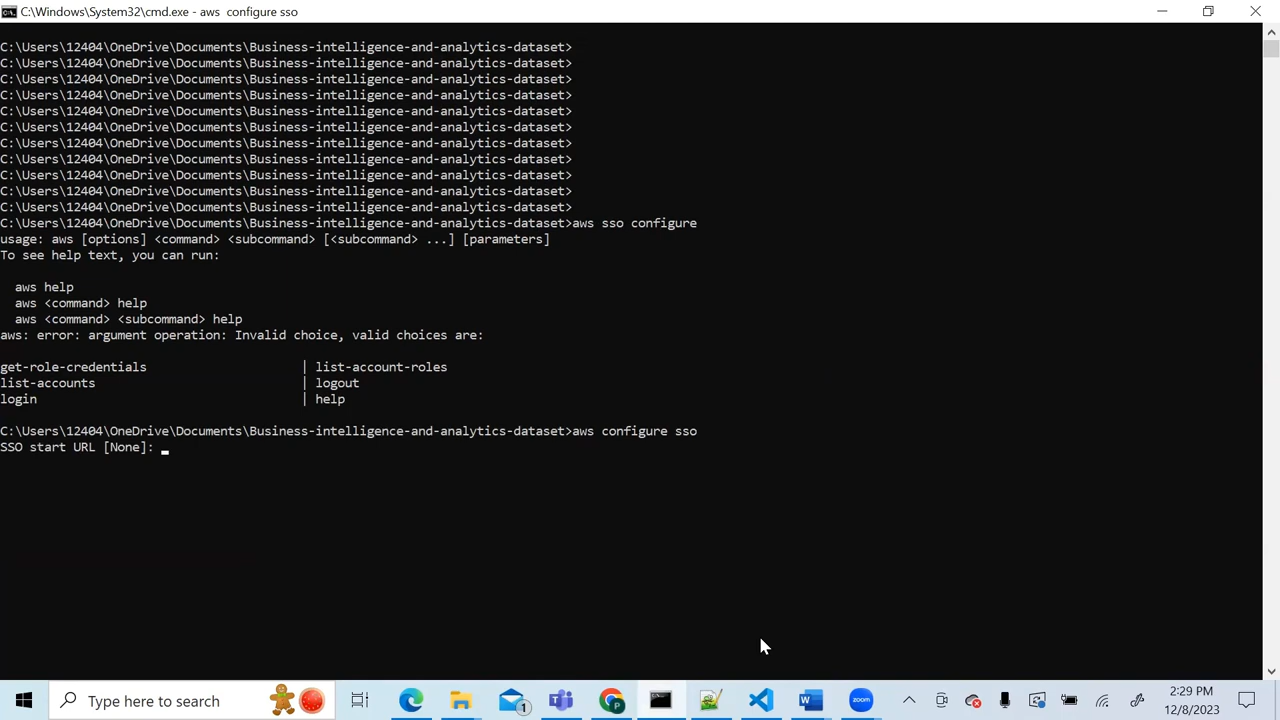 C:\Windows\System32\cmd.exe - aws  configure sso
C:\Users\12404\OneDrive\Documents\Business-intelligence-and-analytics-dataset>
C:\Users\12404\OneDrive\Documents\Business-intelligence-and-analytics-dataset>
C:\Users\12404\OneDrive\Documents\Business-intelligence-and-analytics-dataset>
C:\Users\12404\OneDrive\Documents\Business-intelligence-and-analytics-dataset>
C:\Users\12404\OneDrive\Documents\Business-intelligence-and-analytics-dataset>
C:\Users\12404\OneDrive\Documents\Business-intelligence-and-analytics-dataset>
C:\Users\12404\OneDrive\Documents\Business-intelligence-and-analytics-dataset>
C:\Users\12404\OneDrive\Documents\Business-intelligence-and-analytics-dataset>
C:\Users\12404\OneDrive\Documents\Business-intelligence-and-analytics-dataset>
C:\Users\12404\OneDrive\Documents\Business-intelligence-and-analytics-dataset>
C:\Users\12404\OneDrive\Documents\Business-intelligence-and-analytics-dataset>
C:\Users\12404\OneDrive\Documents\Business-intelligence-and-analytics-dataset>aws sso configure
usage: aws [options] <command> <subcommand> [<subcommand> ...] [parameters]
To see help text, you can run:
  aws help
  aws <command> help
  aws <command> <subcommand> help
aws: error: argument operation: Invalid choice, valid choices are:
get-role-credentials                     | list-account-roles
list-accounts                            | logout
login                                    | help
C:\Users\12404\OneDrive\Documents\Business-intelligence-and-analytics-dataset>aws configure sso
SSO start URL [None]:
Type here to search
1
P
zoom
2:29 PM
12/8/2023